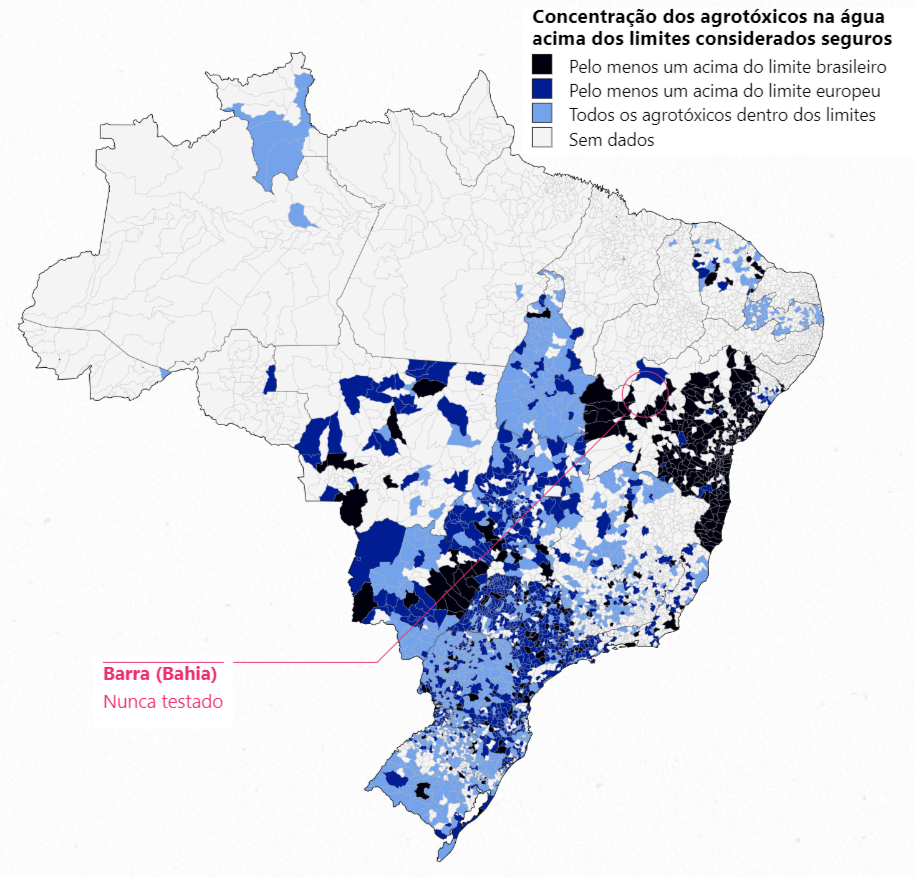 Concentração dos agrotóxicos na água
acima dos limites considerados seguros
Pelo menos um acima do limite brasileiro
Pelo menos um acima do limite europeu
Todos os agrotóxicos dentro dos limites
Sem dados
Barra (Bahia)
Nunca testado